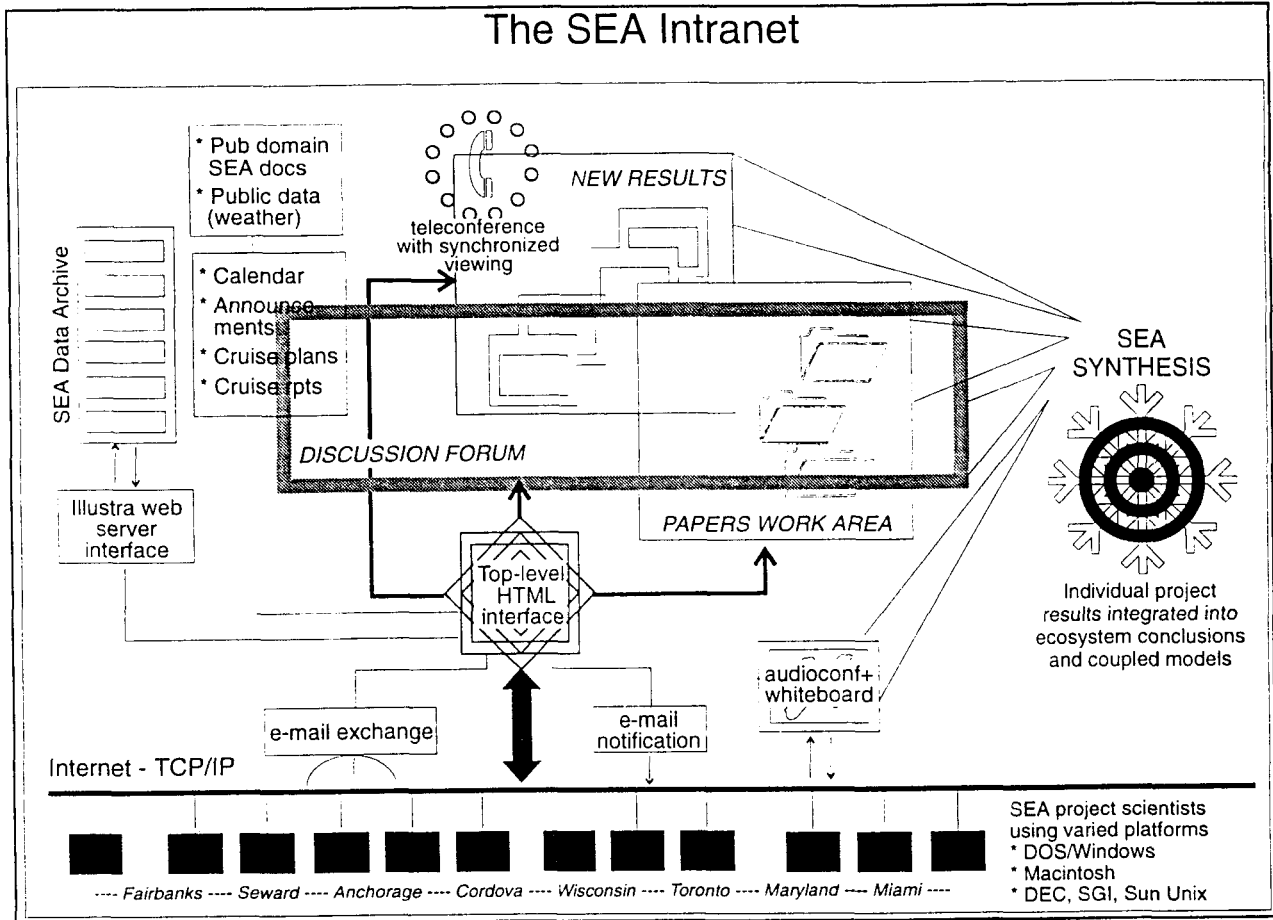 The SEA Intranet
* Pub domain
SEA docs
* Public data
(weather)
* Calendar
* Announce
ments
* Cruise plans
* Cruise rpts
SEA Data Archive
teleconference
with synchronized
viewing
NEW RESULTS
DISCUSSION FORUM
PAPERS WORK AREA
SEA
SYNTHESIS
Individual project
results integrated into
ecosystem conclusions
and coupled models
Illustra web
server
interface
Top-level
HTML
interface
audioconf+
whiteboard
e-mail exchange
e-mail
notification
Internet - TCP/IP
SEA project scientists
using varied platforms
* DOS/Windows
* Macintosh
* DEC, SGI, Sun Unix
---- Fairbanks ---- Seward ---- Anchorage ---- Cordova ---- Wisconsin ---- Toronto ---- Maryland ---- Miami ----